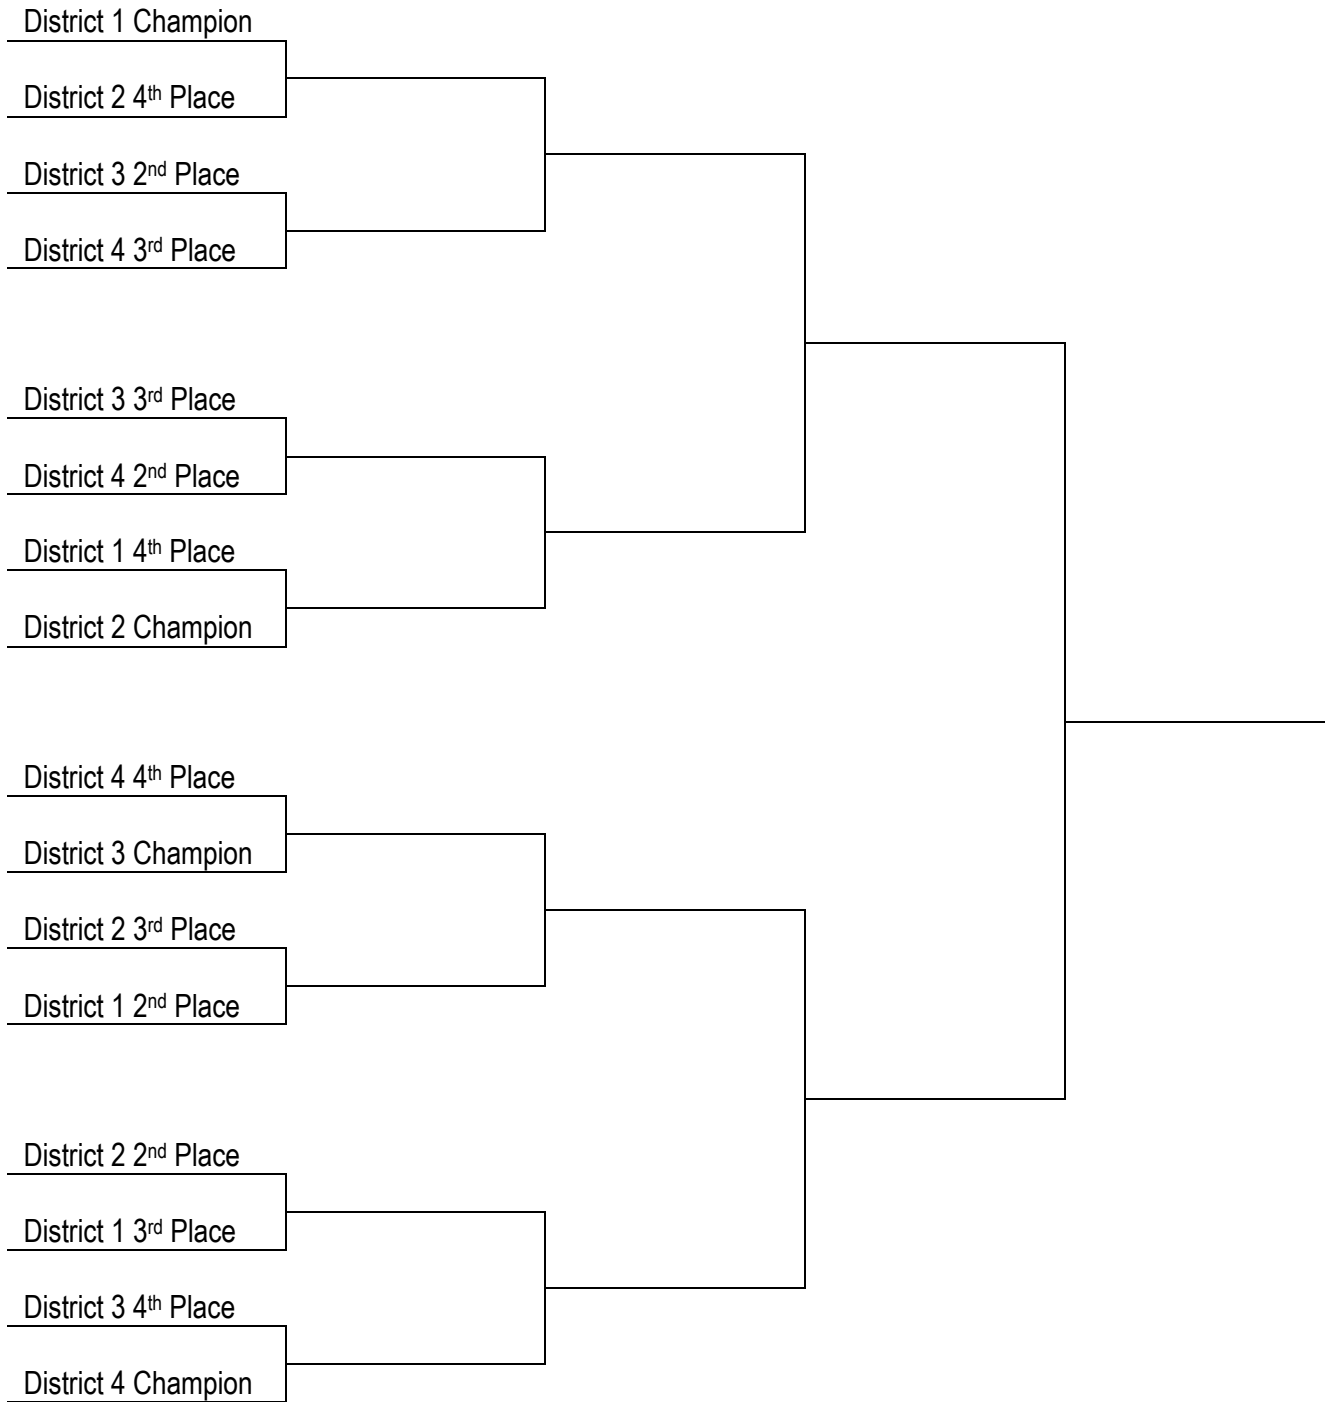 District 1 Champion
District 2 4th Place
District 3 2nd Place
District 4 3rd Place
District 3 3rd Place
District 4 2nd Place
District 1 4th Place
District 2 Champion
District 4 4th Place
District 3 Champion
District 2 3rd Place
District 1 2nd Place
District 2 2nd Place
District 1 3rd Place
District 3 4th Place
District 4 Champion